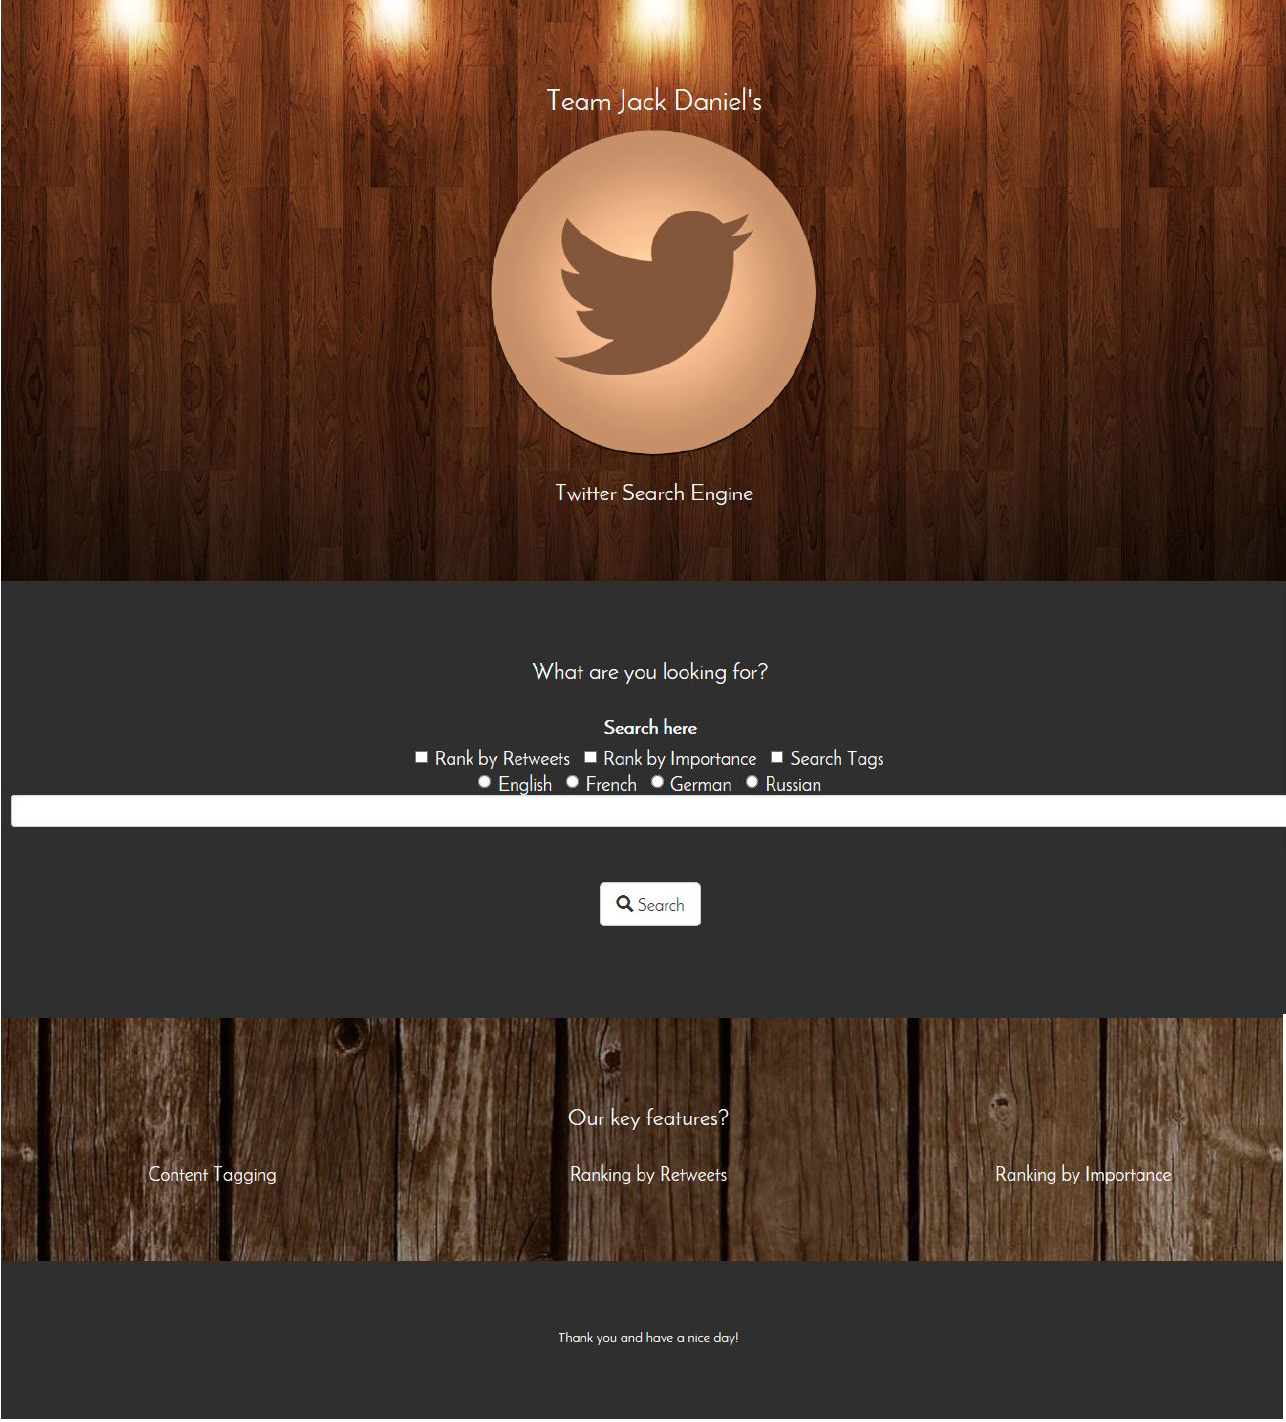 Team Jack Daniel's
Twitter Search Engine
What are you looking for?
Search here
Rank by Retweets Rank by Importance Search Tags
English French German Russian
Search
Our key features?
Content Tagging Ranking by Retweets Ranking by Importance
Thank you and have a nice day!